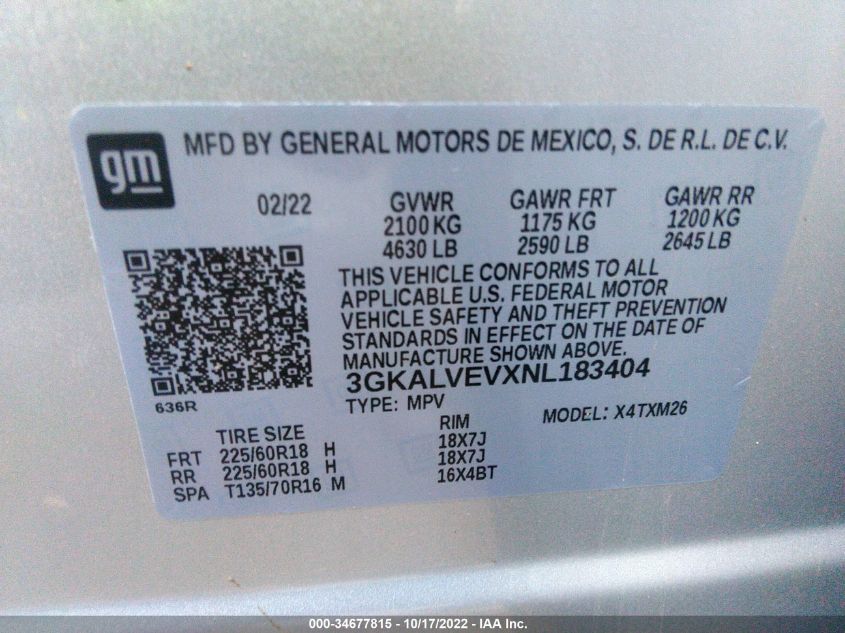 gm
MFD BY GENERAL MOTORS DE MEXICO, S. DE R.L. DE C.V.
02/22 GVWR GAWR FRT GAWR RR
2100 KG 1175 KG 1200 KG
4630 LB 2590 LB 2645 LB
THIS VEHICLE CONFORMS TO ALL
APPLICABLE U.S. FEDERAL MOTOR
VEHICLE SAFETY AND THEFT PREVENTION
STANDARDS IN EFFECT ON THE DATE OF
MANUFACTURE SHOWN ABOVE.
3GKALVEVXNL183404
636R
TYPE: MPV MODEL: X4TXM26
TIRE SIZE RIM
FRT 225/60R18 H 18X7J
RR 225/60R18 H 18X7J
SPA T135/70R16 M 16X4BT
000-34677815 - 10/17/2022 - IAA Inc.